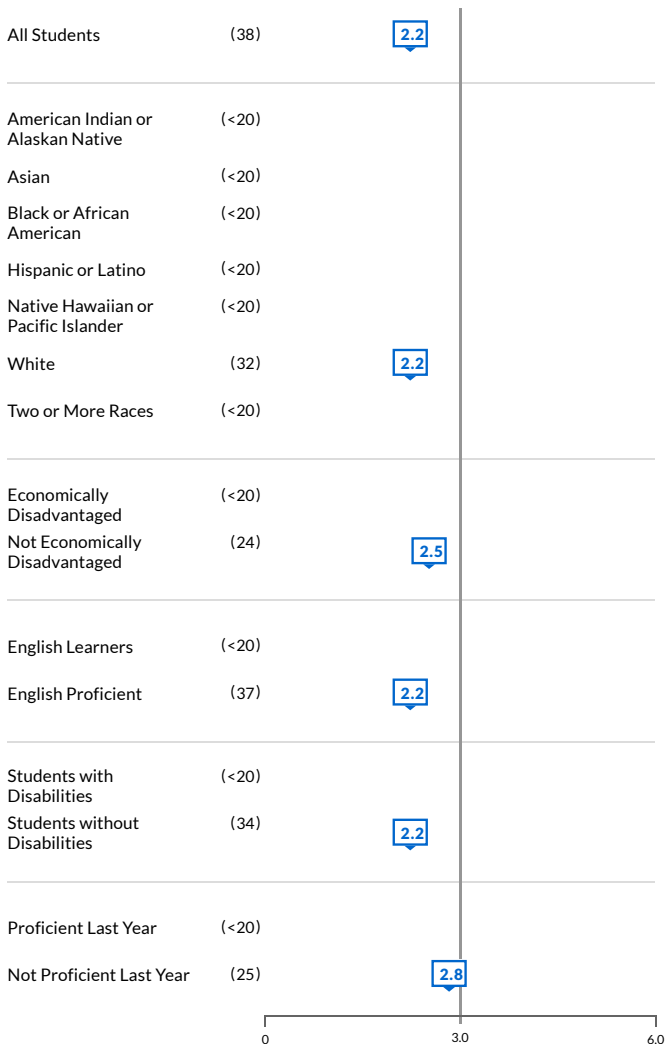 All Students (38) 2.2
American Indian or (<20)
Alaskan Native
Asian (<20)
Black or African (<20)
American
Hispanic or Latino (<20)
Native Hawaiian or (<20)
Pacific Islander
White (32) 2.2
Two or More Races (<20)
Economically (<20)
Disadvantaged
Not Economically (24) 2.5
Disadvantaged
English Learners (<20)
English Proficient (37) 2.2
Students with (<20)
Disabilities
Students without (34) 2.2
Disabilities
Proficient Last Year (<20)
Not Proficient Last Year (25) 2.8
0 3.0 6.0